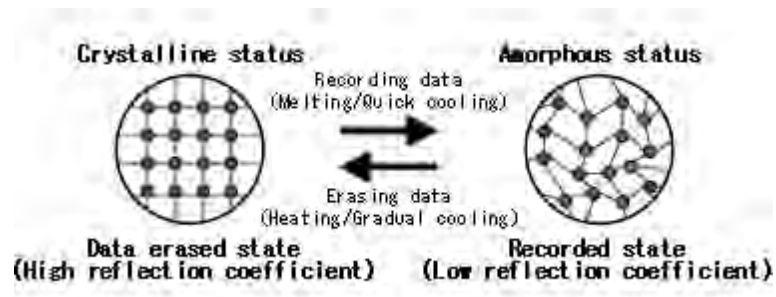 Crystalline status
Amorphous status
Recording data
(Melting/Quick cooling)
Erasing data
(Heating/Gradual cooling)
Data erased state
(High reflection coefficient)
Recorded state
(Low reflection coefficient)